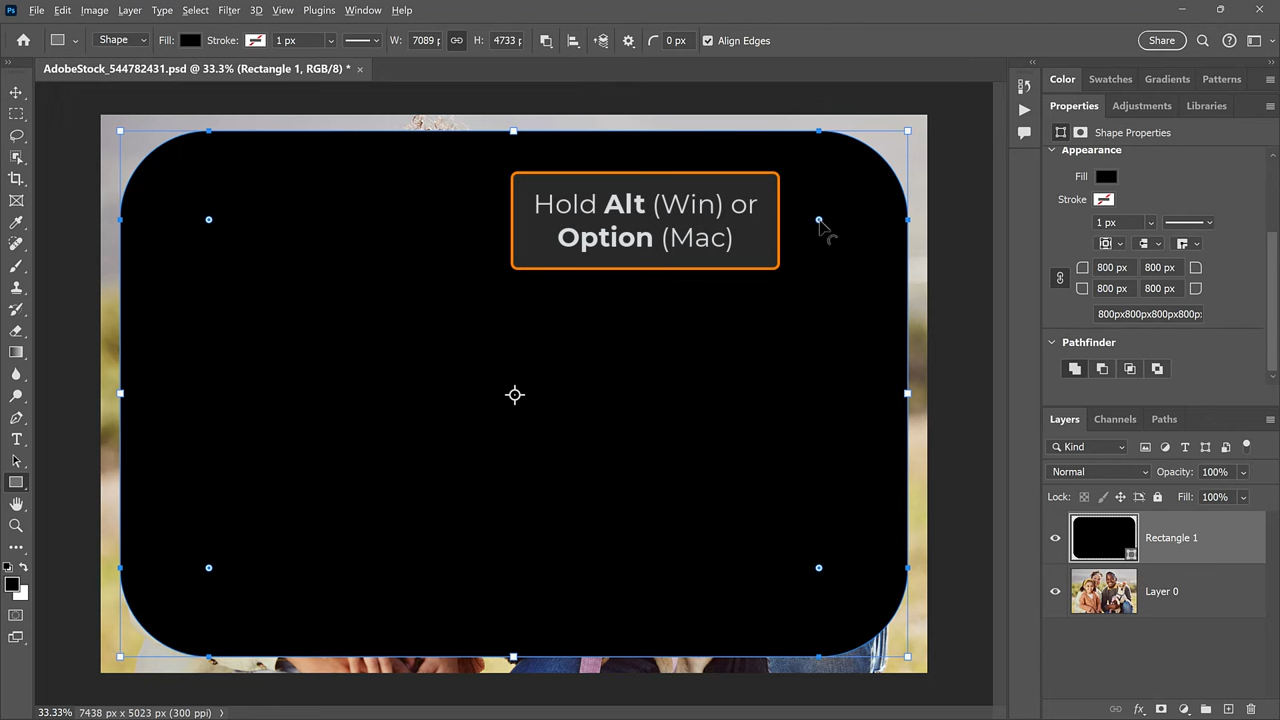 Ps File Edit Image Layer Type Select Filter 3D View Plugins Window Help
Shape Fill: Stroke: 1 px W: 7089 p H: 4733 p 0 px Align Edges Share
AdobeStock_544782431.psd @ 33.3% (Rectangle 1, RGB/8) * ×
Color Swatches Gradients Patterns
Properties Adjustments Libraries
Shape Properties
Appearance
Fill
Stroke
1 px
800 px 800 px
800 px 800 px
800px800px800px800px
Pathfinder
Hold Alt (Win) or
Option (Mac)
Layers Channels Paths
Kind
Normal Opacity: 100%
Lock: Fill: 100%
Rectangle 1
Layer 0
33.33% 7438 px x 5023 px (300 ppi)